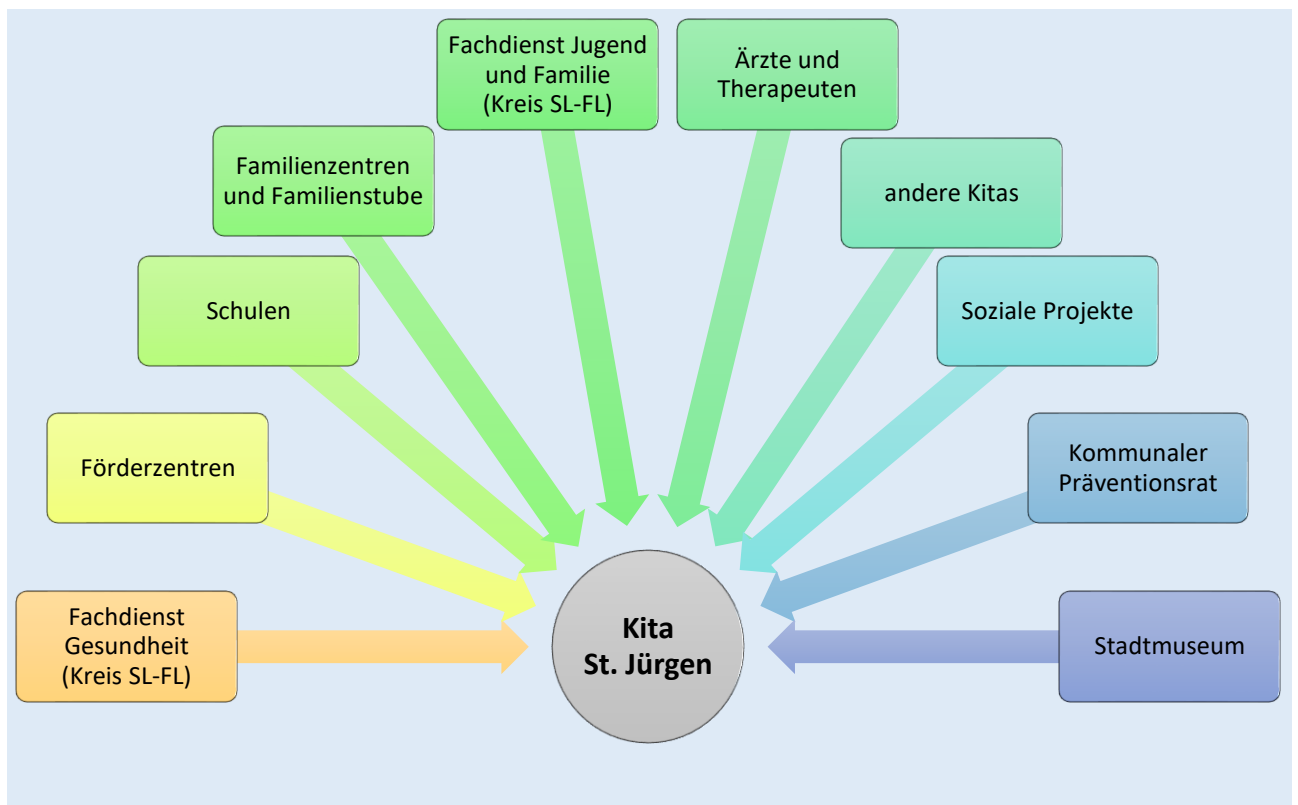 Fachdienst Jugend
und Familie
(Kreis SL-FL)
Ärzte und
Therapeuten
Familienzentren
und Familienstube
andere Kitas
Schulen
Soziale Projekte
Förderzentren
Kommunaler
Präventionsrat
Fachdienst
Gesundheit
(Kreis SL-FL)
Kita
St. Jürgen
Stadtmuseum